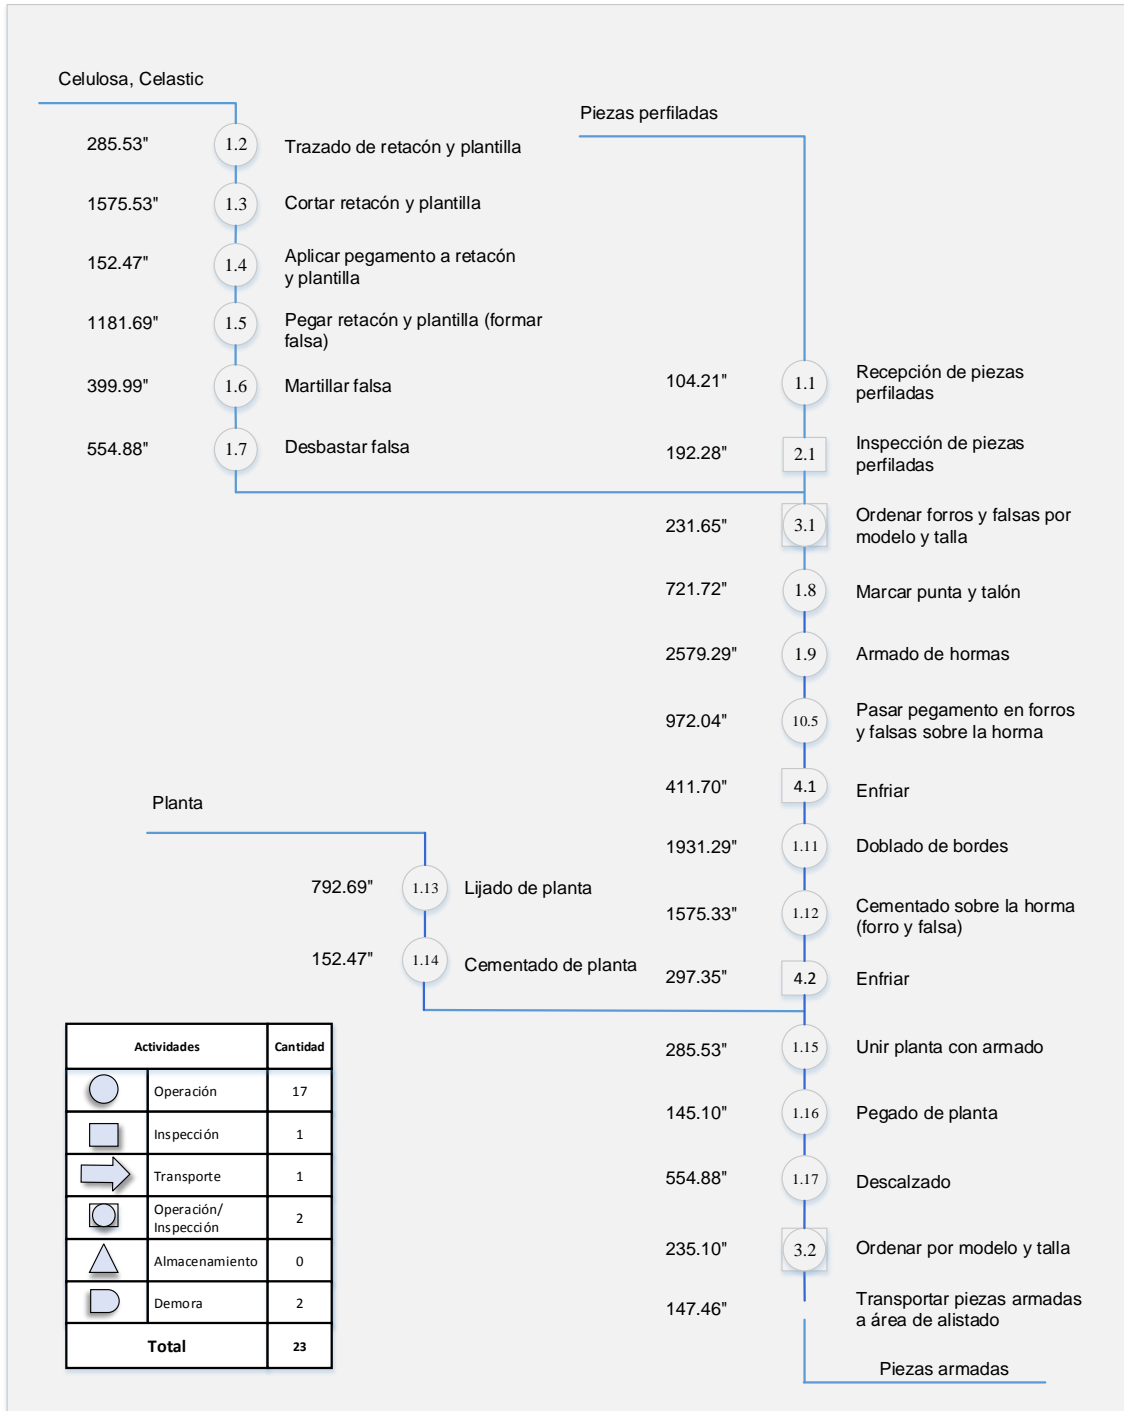 Celulosa, Celastic
285.53" 1.2 Trazado de retacón y plantilla
1575.53" 1.3 Cortar retacón y plantilla
152.47" 1.4 Aplicar pegamento a retacón
y plantilla
1181.69" 1.5 Pegar retacón y plantilla (formar
falsa)
399.99" 1.6 Martillar falsa
554.88" 1.7 Desbastar falsa
Piezas perfiladas
104.21" 1.1 Recepción de piezas
perfiladas
192.28" 2.1 Inspección de piezas
perfiladas
231.65" 3.1 Ordenar forros y falsas por
modelo y talla
721.72" 1.8 Marcar punta y talón
2579.29" 1.9 Armado de hormas
972.04" 10.5 Pasar pegamento en forros
y falsas sobre la horma
411.70" 4.1 Enfriar
1931.29" 1.11 Doblado de bordes
1575.33" 1.12 Cementado sobre la horma
(forro y falsa)
297.35" 4.2 Enfriar
Planta
792.69" 1.13 Lijado de planta
152.47" 1.14 Cementado de planta
285.53" 1.15 Unir planta con armado
145.10" 1.16 Pegado de planta
554.88" 1.17 Descalzado
235.10" 3.2 Ordenar por modelo y talla
147.46" Transportar piezas armadas
a área de alistado
Piezas armadas
Actividades Cantidad
Operación 17
Inspección 1
Transporte 1
Operación/
Inspección 2
Almacenamiento 0
Demora 2
Total 23